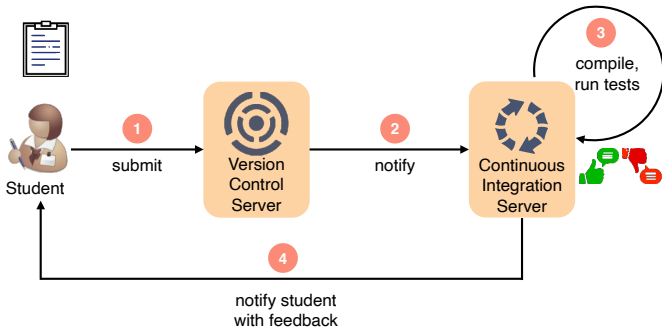 3
compile,
run tests
1
2
submit
Version
Control
Server
notify
Continuous
Integration
Server
Student
4
notify student
with feedback